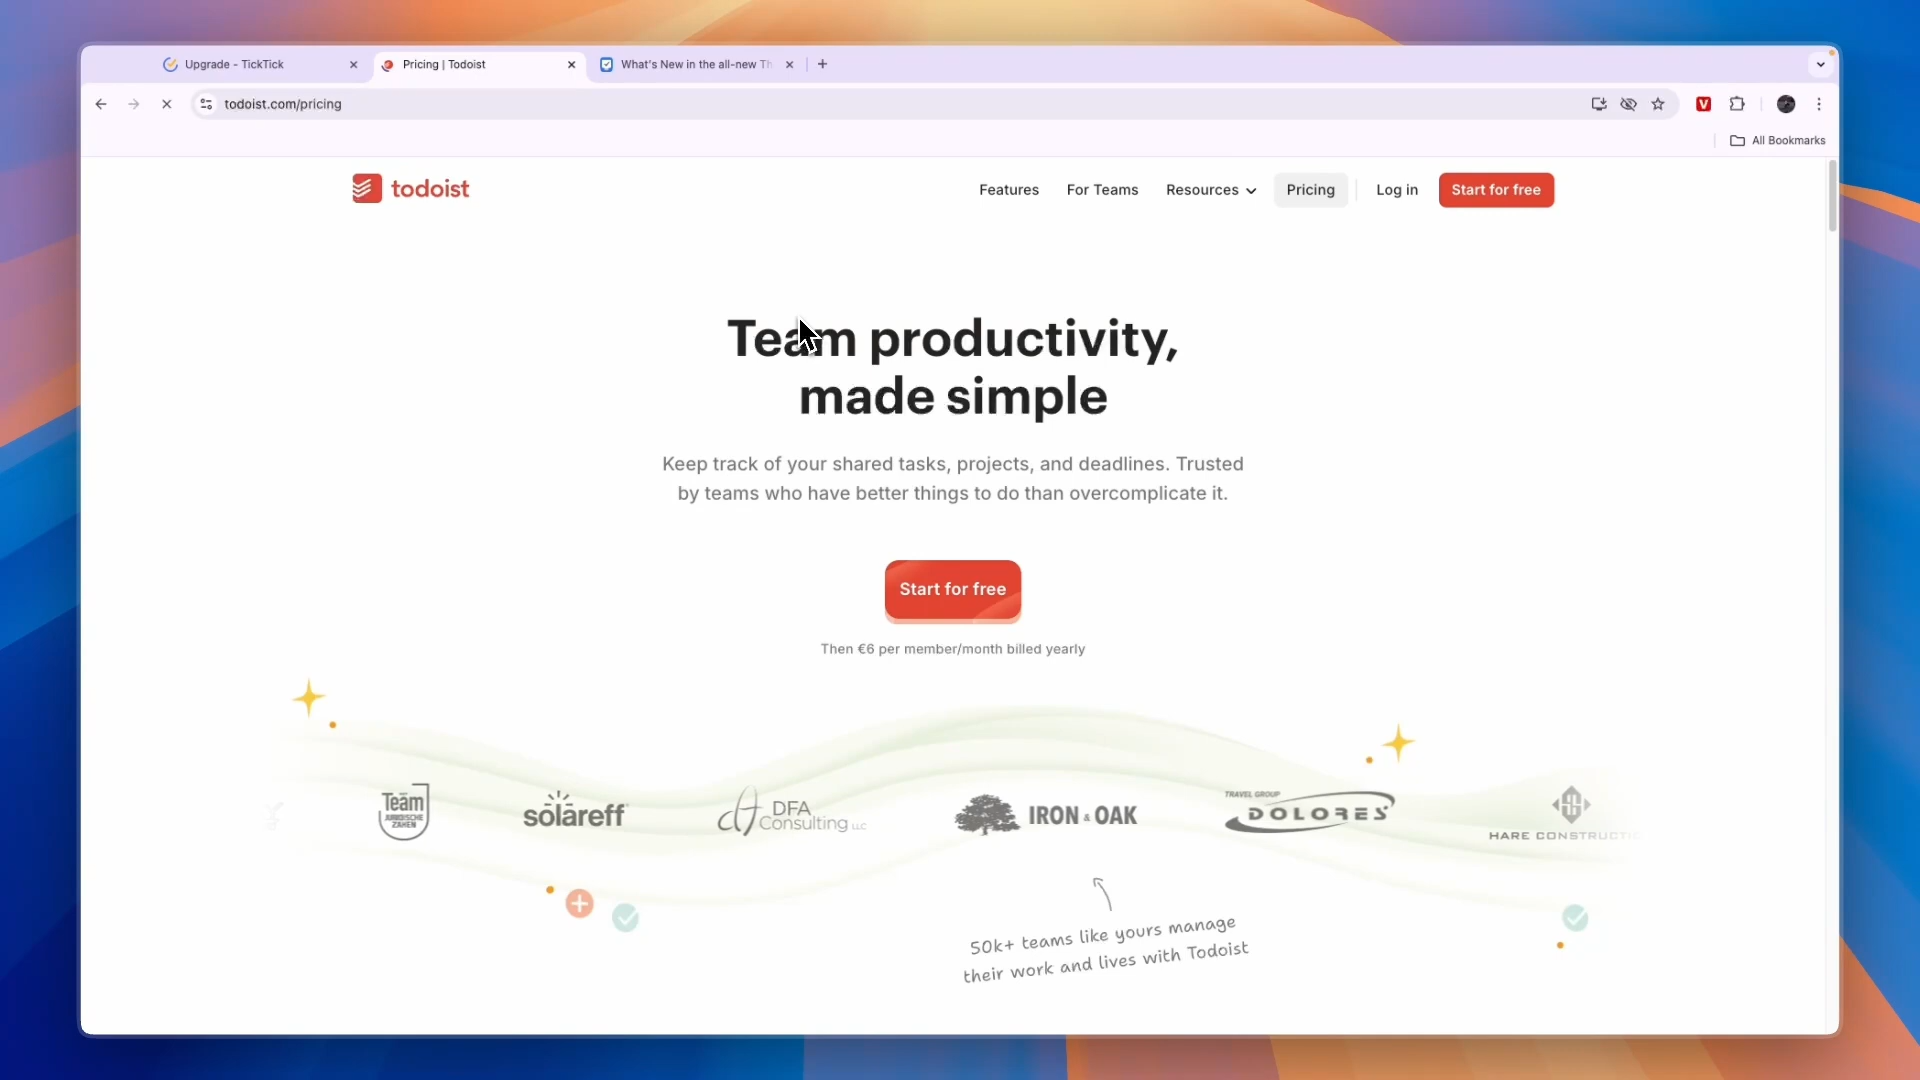 Upgrade - TickTick
Pricing | Todoist
What's New in the all-new Th
todoist.com/pricing
V
All Bookmarks
todoist
Features
For Teams
Resources
Pricing
Log in
Start for free
Team productivity,
made simple
Keep track of your shared tasks, projects, and deadlines. Trusted
by teams who have better things to do than overcomplicate it.
Start for free
Then €6 per member/month billed yearly
Team
JURIDISCHE
ZAKEN
sólāreff
DFA
Consulting LLC
IRON & OAK
TRAVEL GROUP
DOLORES
HARE CONSTRUCTI
50k+ teams like yours manage
their work and lives with Todoist